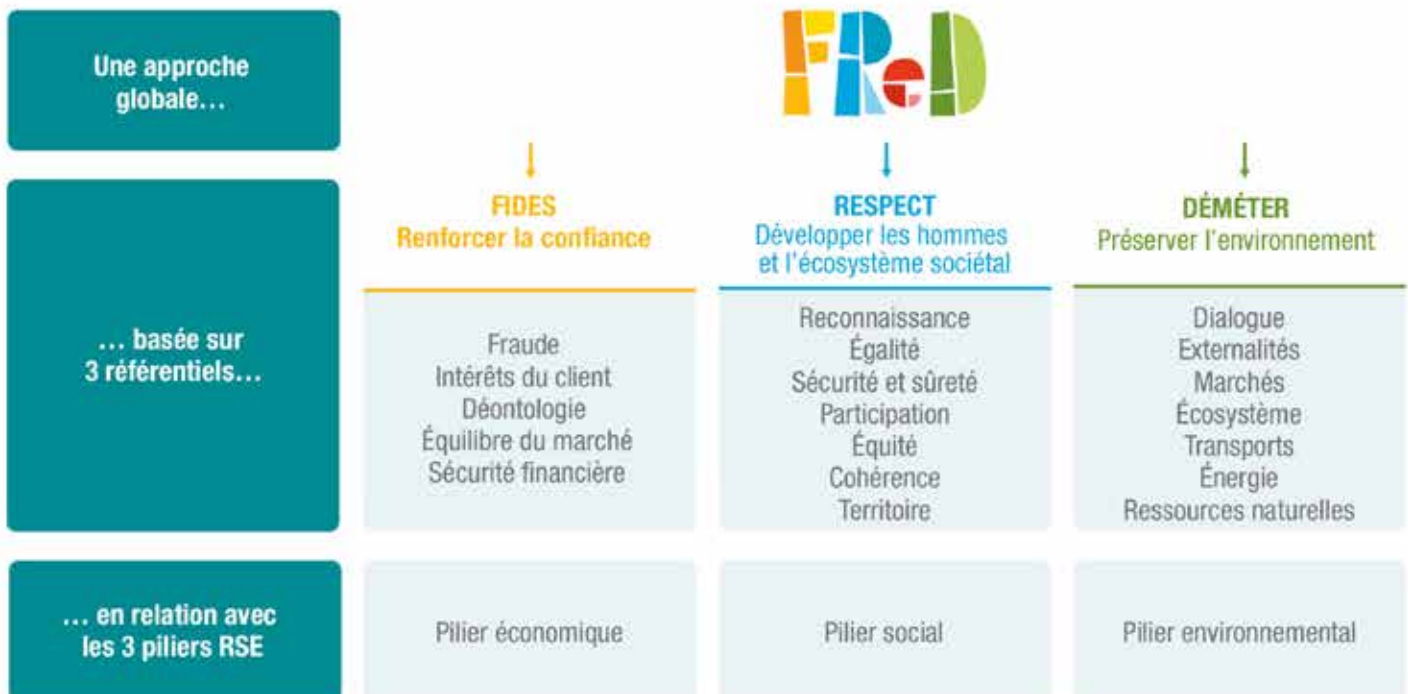 Une approche
globale…
FReD
FIDES
Renforcer la confiance
RESPECT
Développer les hommes
et l'écosystème sociétal
DÉMÉTER
Préserver l'environnement
… basée sur
3 référentiels…
Fraude
Intérêts du client
Déontologie
Équilibre du marché
Sécurité financière
Reconnaissance
Égalité
Sécurité et sûreté
Participation
Équité
Cohérence
Territoire
Dialogue
Externalités
Marchés
Écosystème
Transports
Énergie
Ressources naturelles
… en relation avec
les 3 piliers RSE
Pilier économique
Pilier social
Pilier environnemental